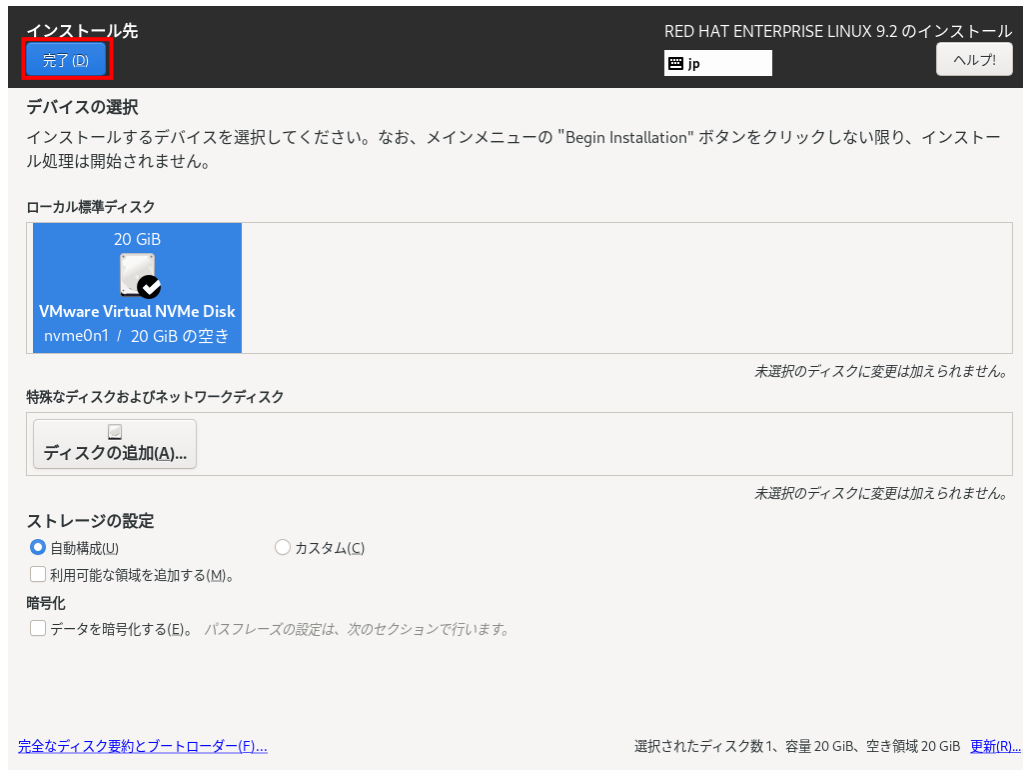 インストール先
RED HAT ENTERPRISE LINUX 9.2 のインストール
完了(D)
jp
ヘルプ!
デバイスの選択
インストールするデバイスを選択してください。なお、メインメニューの "Begin Installation" ボタンをクリックしない限り、インストー
ル処理は開始されません。
ローカル標準ディスク
20 GiB
VMware Virtual NVMe Disk
nvme0n1 / 20 GiB の空き
未選択のディスクに変更は加えられません。
特殊なディスクおよびネットワークディスク
ディスクの追加(A)...
未選択のディスクに変更は加えられません。
ストレージの設定
自動構成(U) カスタム(C)
利用可能な領域を追加する(M)。
暗号化
データを暗号化する(E)。 パスフレーズの設定は、次のセクションで行います。
完全なディスク要約とブートローダー(F)... 選択されたディスク数 1、容量 20 GiB、空き領域 20 GiB 更新(R)...